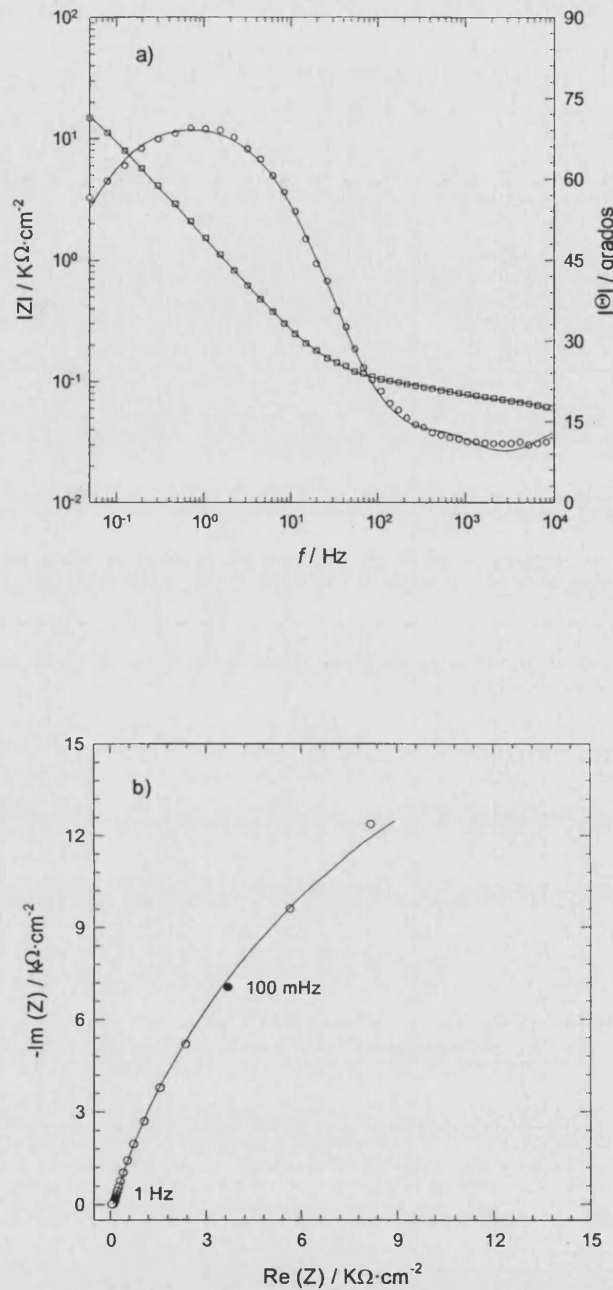 a)
10²
10¹
10⁰
10⁻¹
10⁻²
|Z| / KΩ·cm⁻²
90
75
60
45
30
15
0
|Θ| / grados
10⁻¹ 10⁰ 10¹ 10² 10³ 10⁴
f / Hz
b)
15
12
9
6
3
0
-Im (Z) / kΩ·cm⁻²
100 mHz
1 Hz
0 3 6 9 12 15
Re (Z) / KΩ·cm⁻²